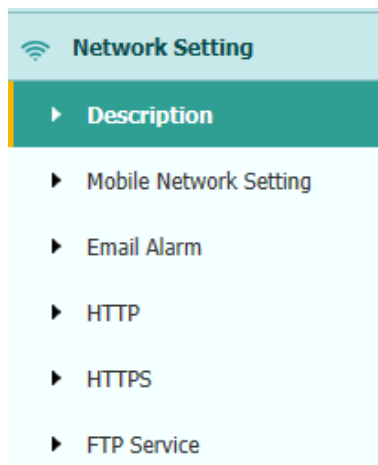 Network Setting
Description
Mobile Network Setting
Email Alarm
HTTP
HTTPS
FTP Service